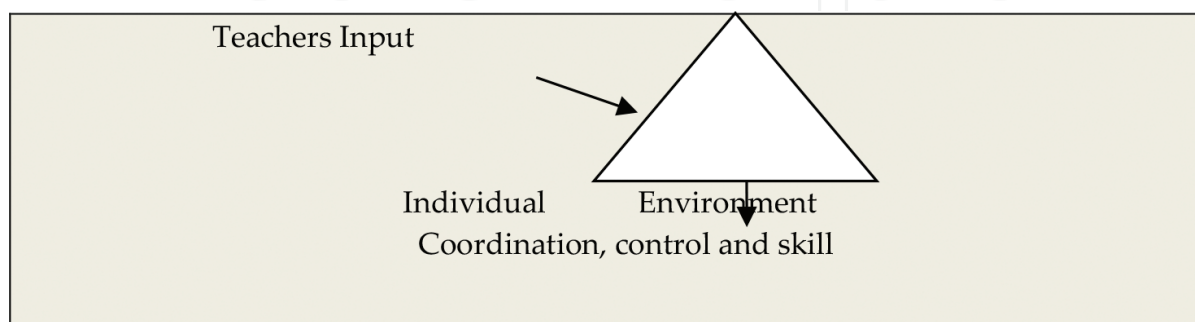 Teachers Input
Individual Environment
Coordination, control and skill